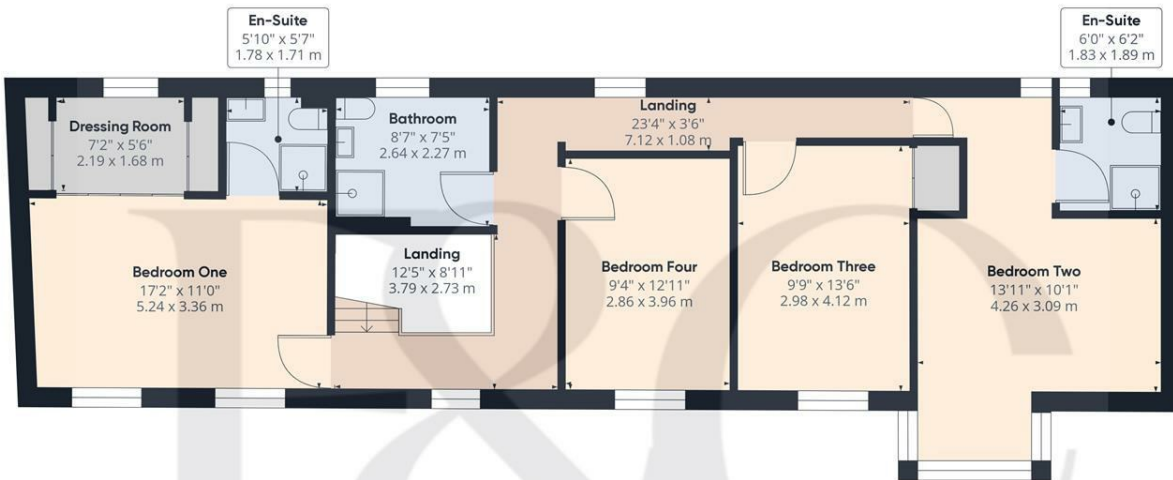 En-Suite
5'10" x 5'7"
1.78 x 1.71 m
En-Suite
6'0" x 6'2"
1.83 x 1.89 m
Dressing Room
7'2" x 5'6"
2.19 x 1.68 m
Bathroom
8'7" x 7'5"
2.64 x 2.27 m
Landing
23'4" x 3'6"
7.12 x 1.08 m
Bedroom One
17'2" x 11'0"
5.24 x 3.36 m
Landing
12'5" x 8'11"
3.79 x 2.73 m
Bedroom Four
9'4" x 12'11"
2.86 x 3.96 m
Bedroom Three
9'9" x 13'6"
2.98 x 4.12 m
Bedroom Two
13'11" x 10'1"
4.26 x 3.09 m